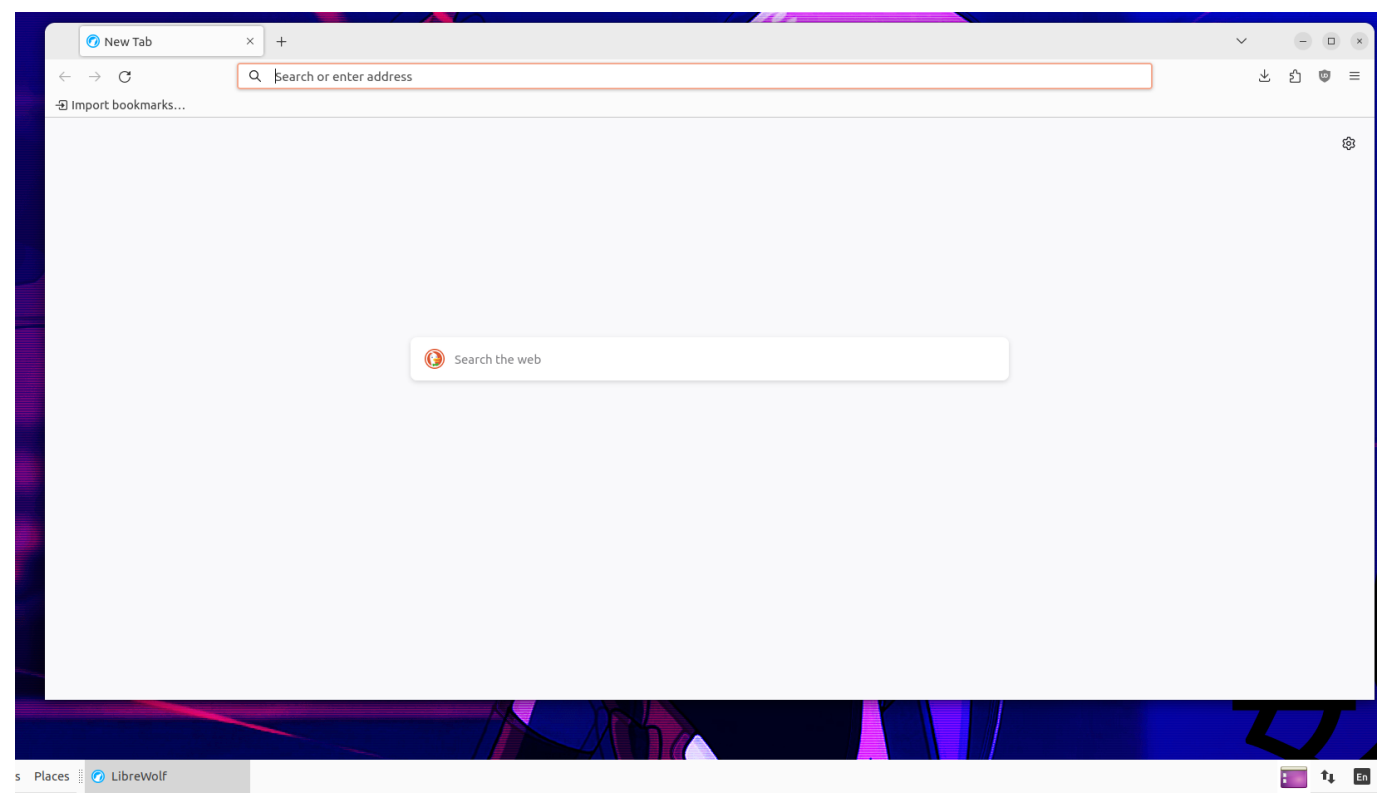 New Tab
Search or enter address
Import bookmarks...
Search the web
s Places LibreWolf En